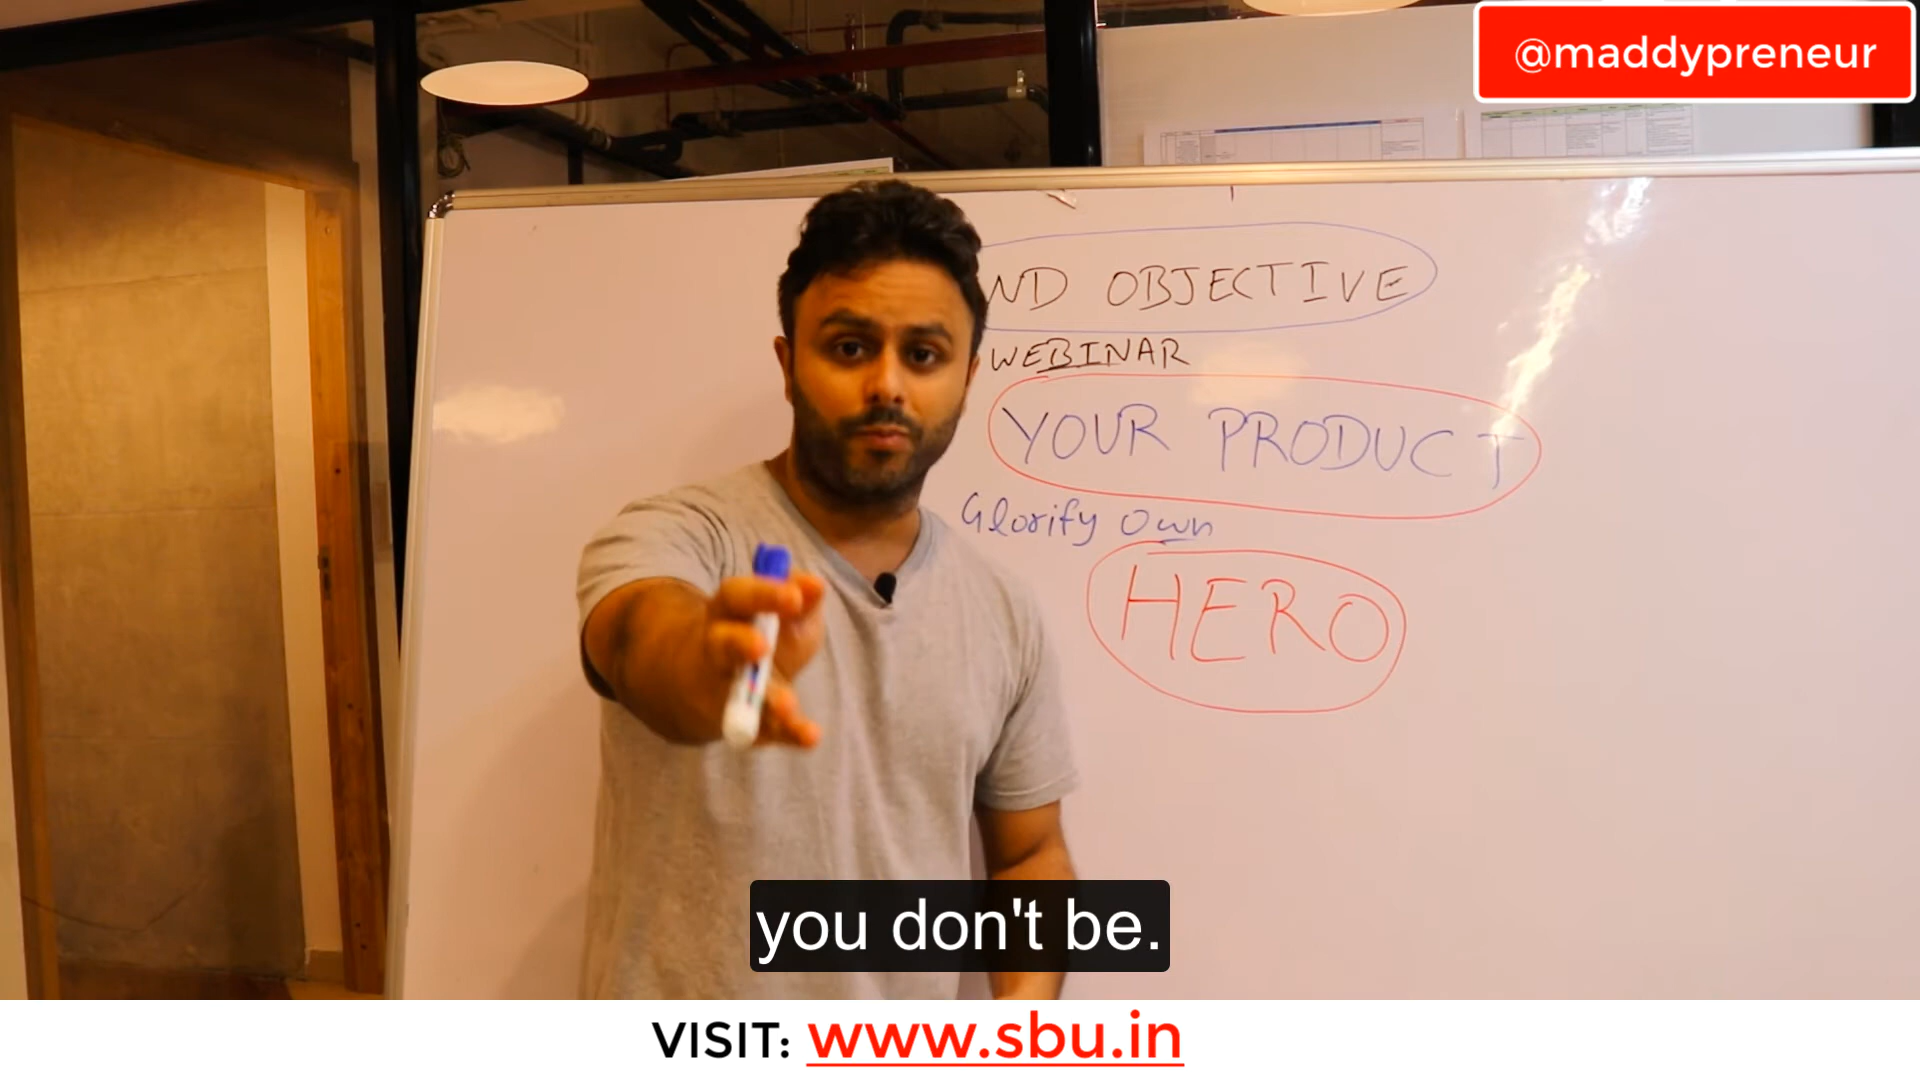 @maddypreneur
ND OBJECTIVE
WEBINAR
YOUR PRODUCT
Glorify Own
HERO
you don't be.
VISIT: www.sbu.in